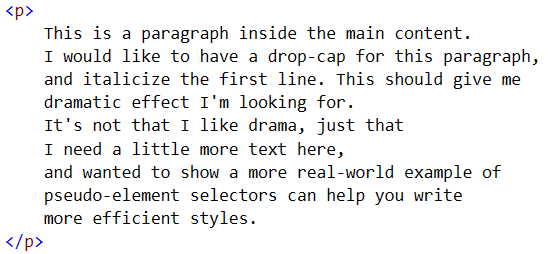 <p>
This is a paragraph inside the main content.
I would like to have a drop-cap for this paragraph,
and italicize the first line. This should give me
dramatic effect I'm looking for.
It's not that I like drama, just that
I need a little more text here,
and wanted to show a more real-world example of
pseudo-element selectors can help you write
more efficient styles.
</p>